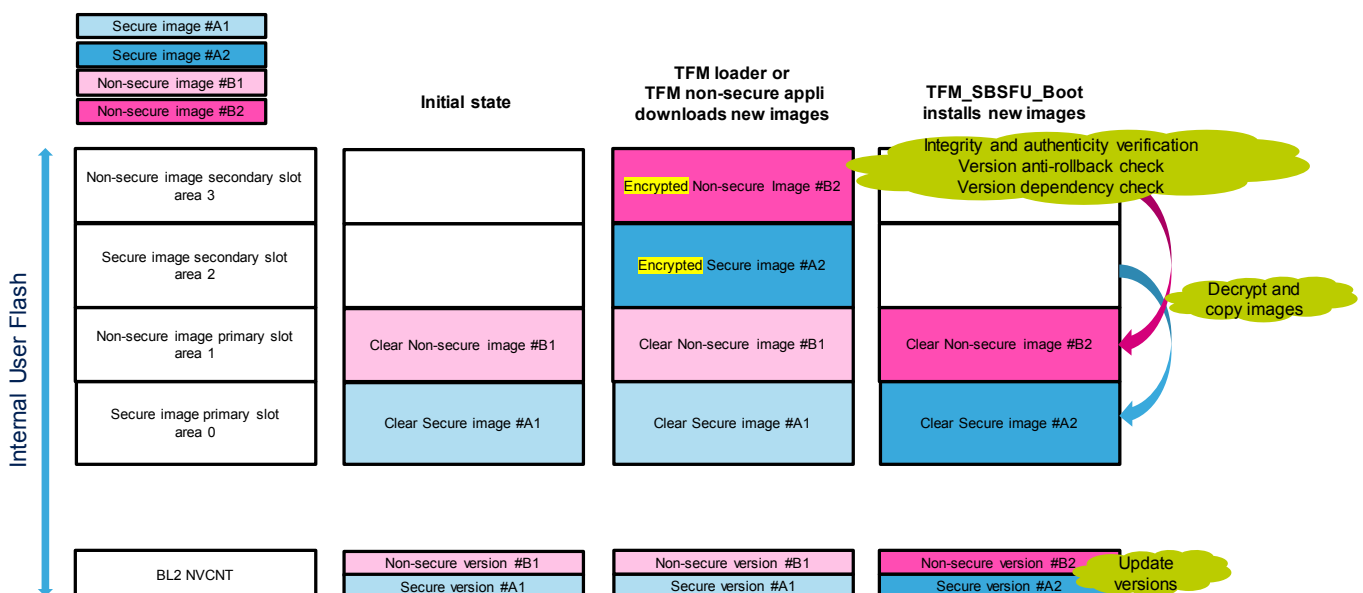 Secure image #A1
Secure image #A2
Non-secure image #B1
Non-secure image #B2
Initial state
TFM loader or
TFM non-secure appli
downloads new images
TFM_SBSFU_Boot
installs new images
Integrity and authenticity verification
Version anti-rollback check
Version dependency check
Internal User Flash
Non-secure image secondary slot
area 3
Encrypted Non-secure Image #B2
Secure image secondary slot
area 2
Encrypted Secure image #A2
Decrypt and
copy images
Non-secure image primary slot
area 1
Clear Non-secure image #B1
Clear Non-secure image #B1
Clear Non-secure image #B2
Secure image primary slot
area 0
Clear Secure image #A1
Clear Secure image #A1
Clear Secure image #A2
BL2 NVCNT
Non-secure version #B1
Secure version #A1
Non-secure version #B1
Secure version #A1
Non-secure version #B2
Secure version #A2
Update
versions